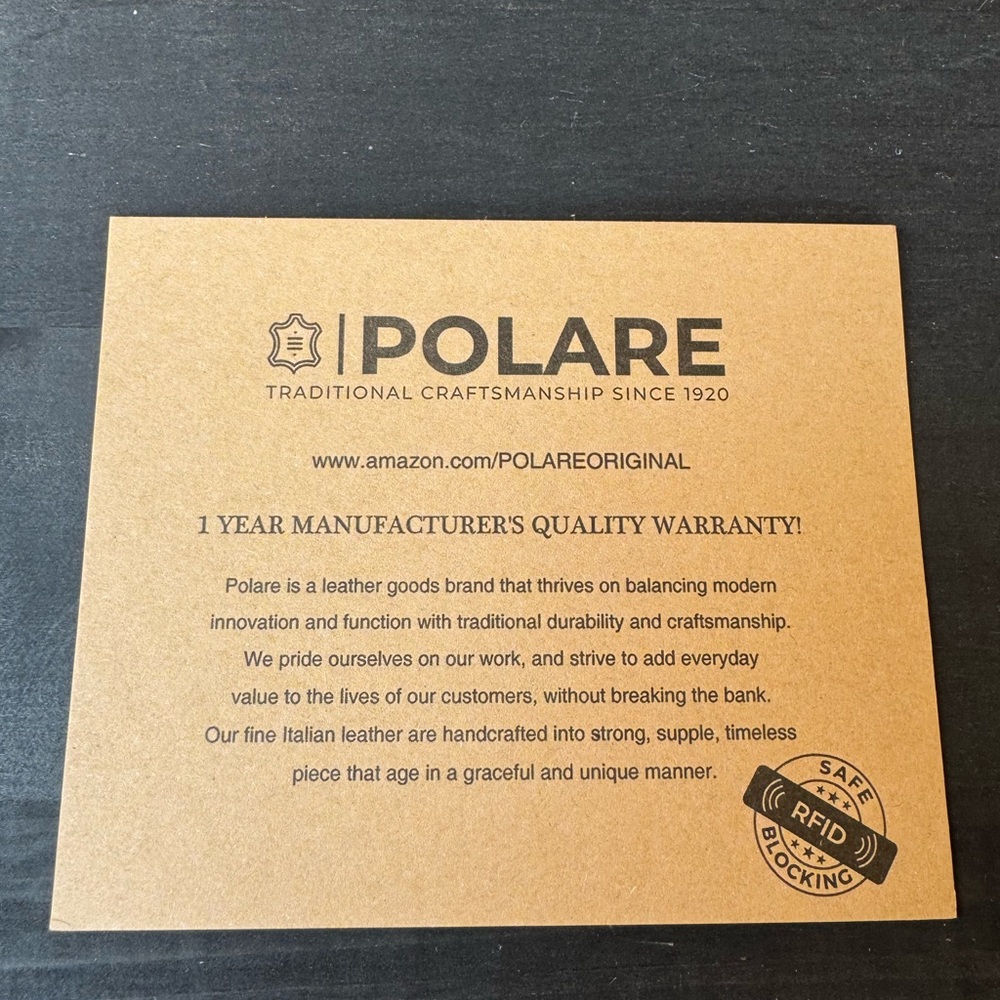 POLARE
TRADITIONAL CRAFTSMANSHIP SINCE 1920
www.amazon.com/POLAREORIGINAL
1 YEAR MANUFACTURER'S QUALITY WARRANTY!
Polare is a leather goods brand that thrives on balancing modern
innovation and function with traditional durability and craftsmanship.
We pride ourselves on our work, and strive to add everyday
value to the lives of our customers, without breaking the bank.
Our fine Italian leather are handcrafted into strong, supple, timeless
piece that age in a graceful and unique manner.
SAFE
RFID
BLOCKING